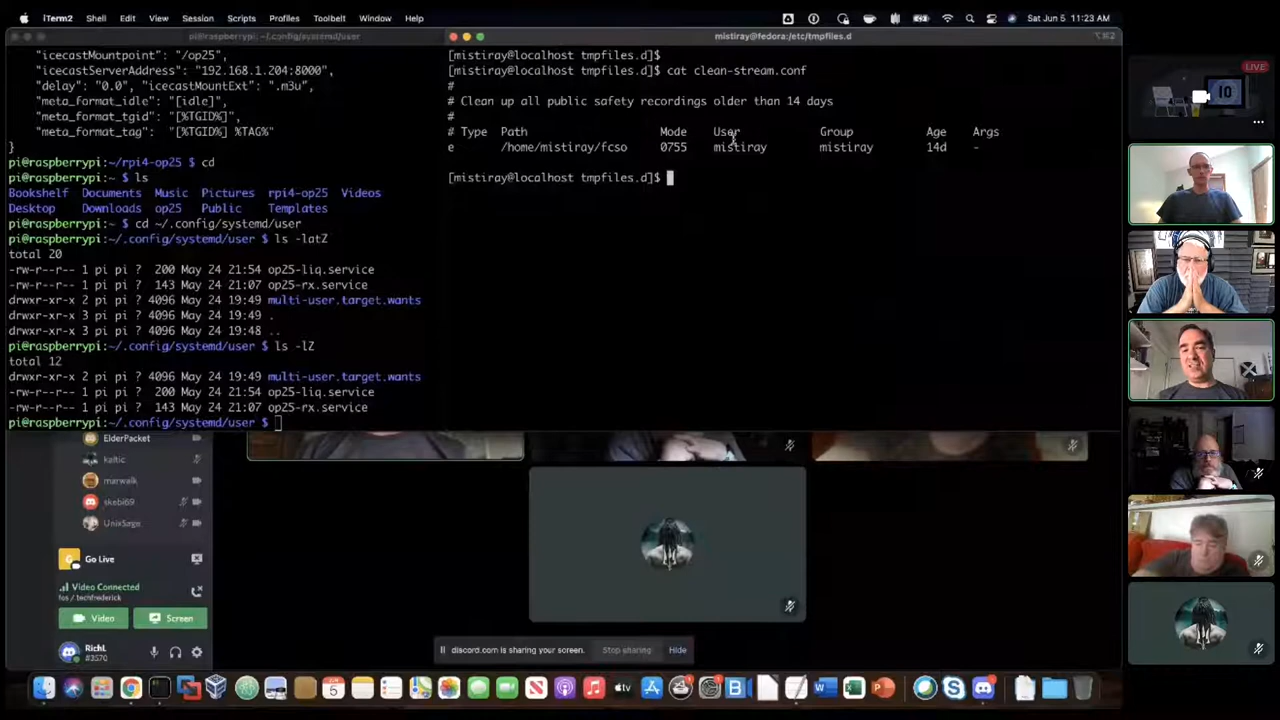 iTerm2 Shell Edit View Session Scripts Profiles Toolbelt Window Help
Sat Jun 5 11:23 AM
pi@raspberrypi: ~/.config/systemd/user
"icecastMountpoint": "/op25",
"icecastServerAddress": "192.168.1.204:8000",
"delay": "0.0", "icecastMountExt": ".m3u",
"meta_format_idle": "[idle]",
"meta_format_tgid": "[%TGID%]",
"meta_format_tag": "[%TGID%] %TAG%"
}
pi@raspberrypi:~/rpi4-op25 $ cd
pi@raspberrypi:~ $ ls
Bookshelf Documents Music Pictures rpi4-op25 Videos
Desktop Downloads op25 Public Templates
pi@raspberrypi:~ $ cd ~/.config/systemd/user
pi@raspberrypi:~/.config/systemd/user $ ls -latZ
total 20
-rw-r--r-- 1 pi pi ? 200 May 24 21:54 op25-liq.service
-rw-r--r-- 1 pi pi ? 143 May 24 21:07 op25-rx.service
drwxr-xr-x 2 pi pi ? 4096 May 24 19:49 multi-user.target.wants
drwxr-xr-x 3 pi pi ? 4096 May 24 19:49 .
drwxr-xr-x 3 pi pi ? 4096 May 24 19:48 ..
pi@raspberrypi:~/.config/systemd/user $ ls -lZ
total 12
drwxr-xr-x 2 pi pi ? 4096 May 24 19:49 multi-user.target.wants
-rw-r--r-- 1 pi pi ? 200 May 24 21:54 op25-liq.service
-rw-r--r-- 1 pi pi ? 143 May 24 21:07 op25-rx.service
pi@raspberrypi:~/.config/systemd/user $
mistiray@fedora:/etc/tmpfiles.d
⌥⌘2
[mistiray@localhost tmpfiles.d]$
[mistiray@localhost tmpfiles.d]$ cat clean-stream.conf
#
# Clean up all public safety recordings older than 14 days
#
# Type Path Mode User Group Age Args
e /home/mistiray/fcso 0755 mistiray mistiray 14d -
[mistiray@localhost tmpfiles.d]$
LIVE
10
ElderPacket
kaltic
marwalk
skebi69
UnixSage
Go Live
Video Connected
fos / techfrederick
Video Screen
RichL
#3570
discord.com is sharing your screen. Stop sharing Hide